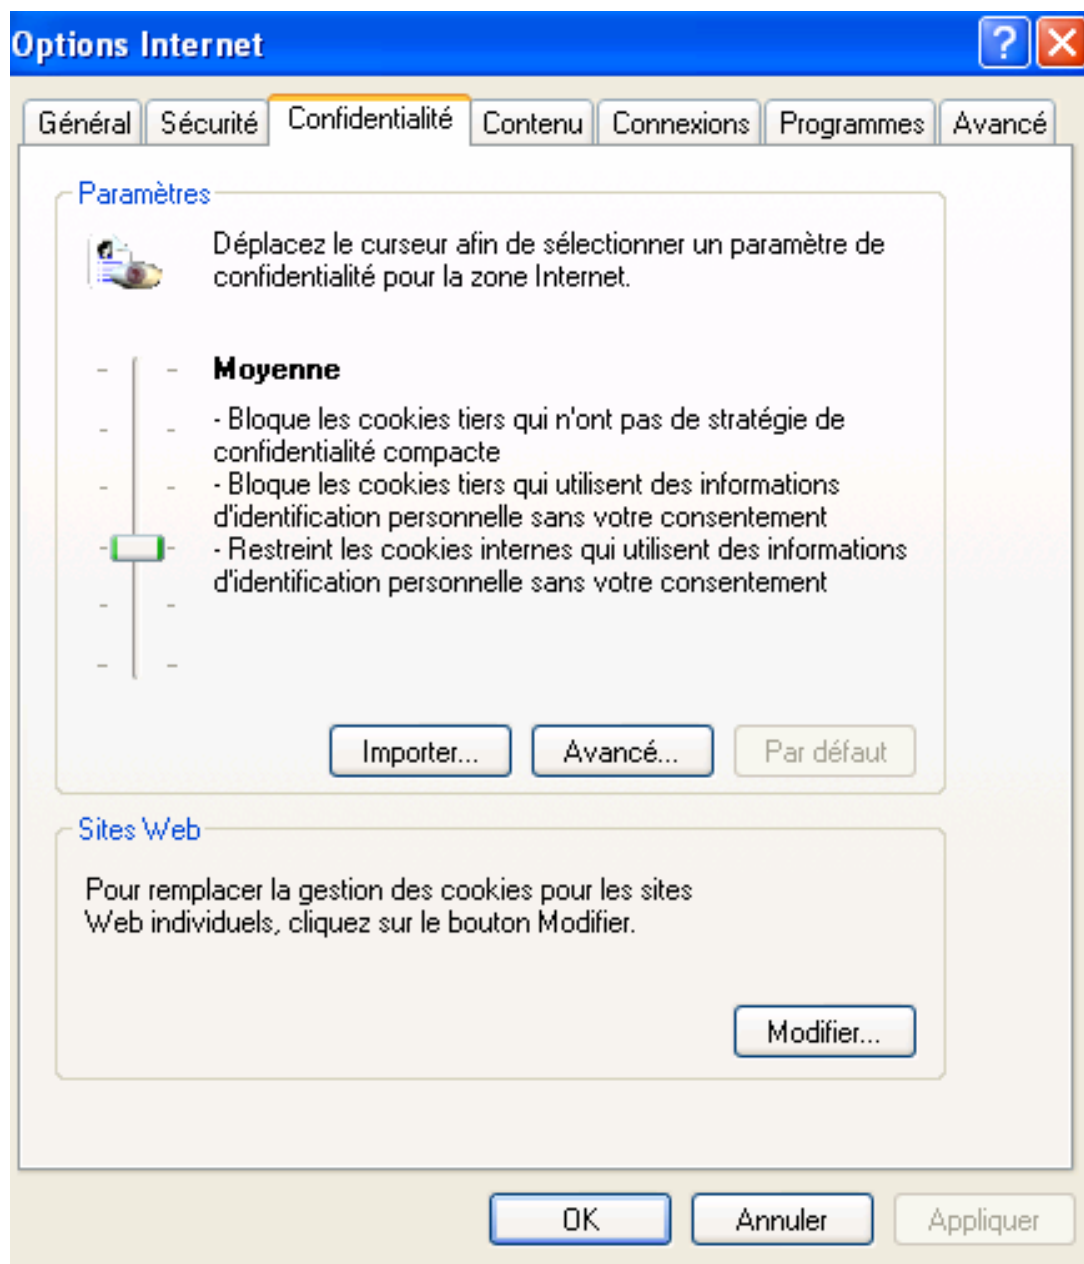 Options Internet
Général Sécurité Confidentialité Contenu Connexions Programmes Avancé
Paramètres
Déplacez le curseur afin de sélectionner un paramètre de
confidentialité pour la zone Internet.
Moyenne
- Bloque les cookies tiers qui n'ont pas de stratégie de
confidentialité compacte
- Bloque les cookies tiers qui utilisent des informations
d'identification personnelle sans votre consentement
- Restreint les cookies internes qui utilisent des informations
d'identification personnelle sans votre consentement
Importer... Avancé... Par défaut
Sites Web
Pour remplacer la gestion des cookies pour les sites
Web individuels, cliquez sur le bouton Modifier.
Modifier...
OK Annuler Appliquer